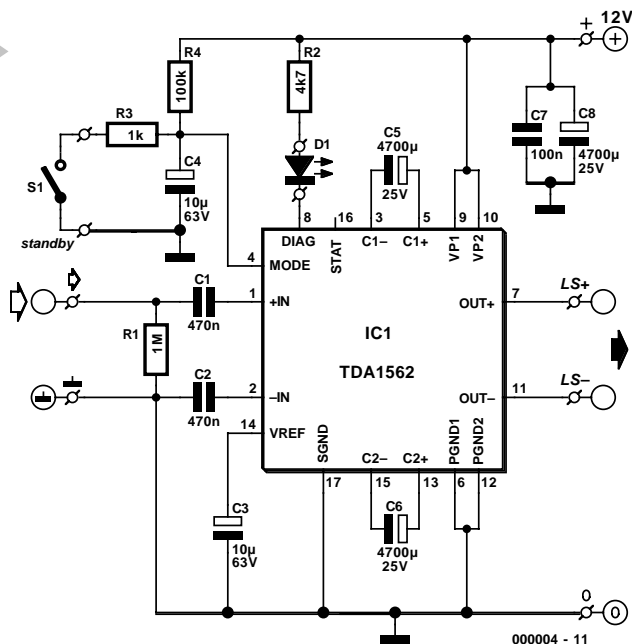 12V
R4
100k
R2
4k7
R3
1k
D1
C5
4700µ
25V
C7
100n
C8
4700µ
25V
S1
standby
C4
10µ
63V
8
16
3
5
9
10
DIAG
STAT
C1–
C1+
VP1
VP2
4
MODE
C1
470n
1
+IN
IC1
TDA1562
OUT+
7
LS+
R1
1M
C2
470n
2
–IN
OUT–
11
LS–
14
VREF
SGND
C2–
C2+
PGND1
PGND2
17
15
13
6
12
C3
10µ
63V
C6
4700µ
25V
0
0
000004 - 11